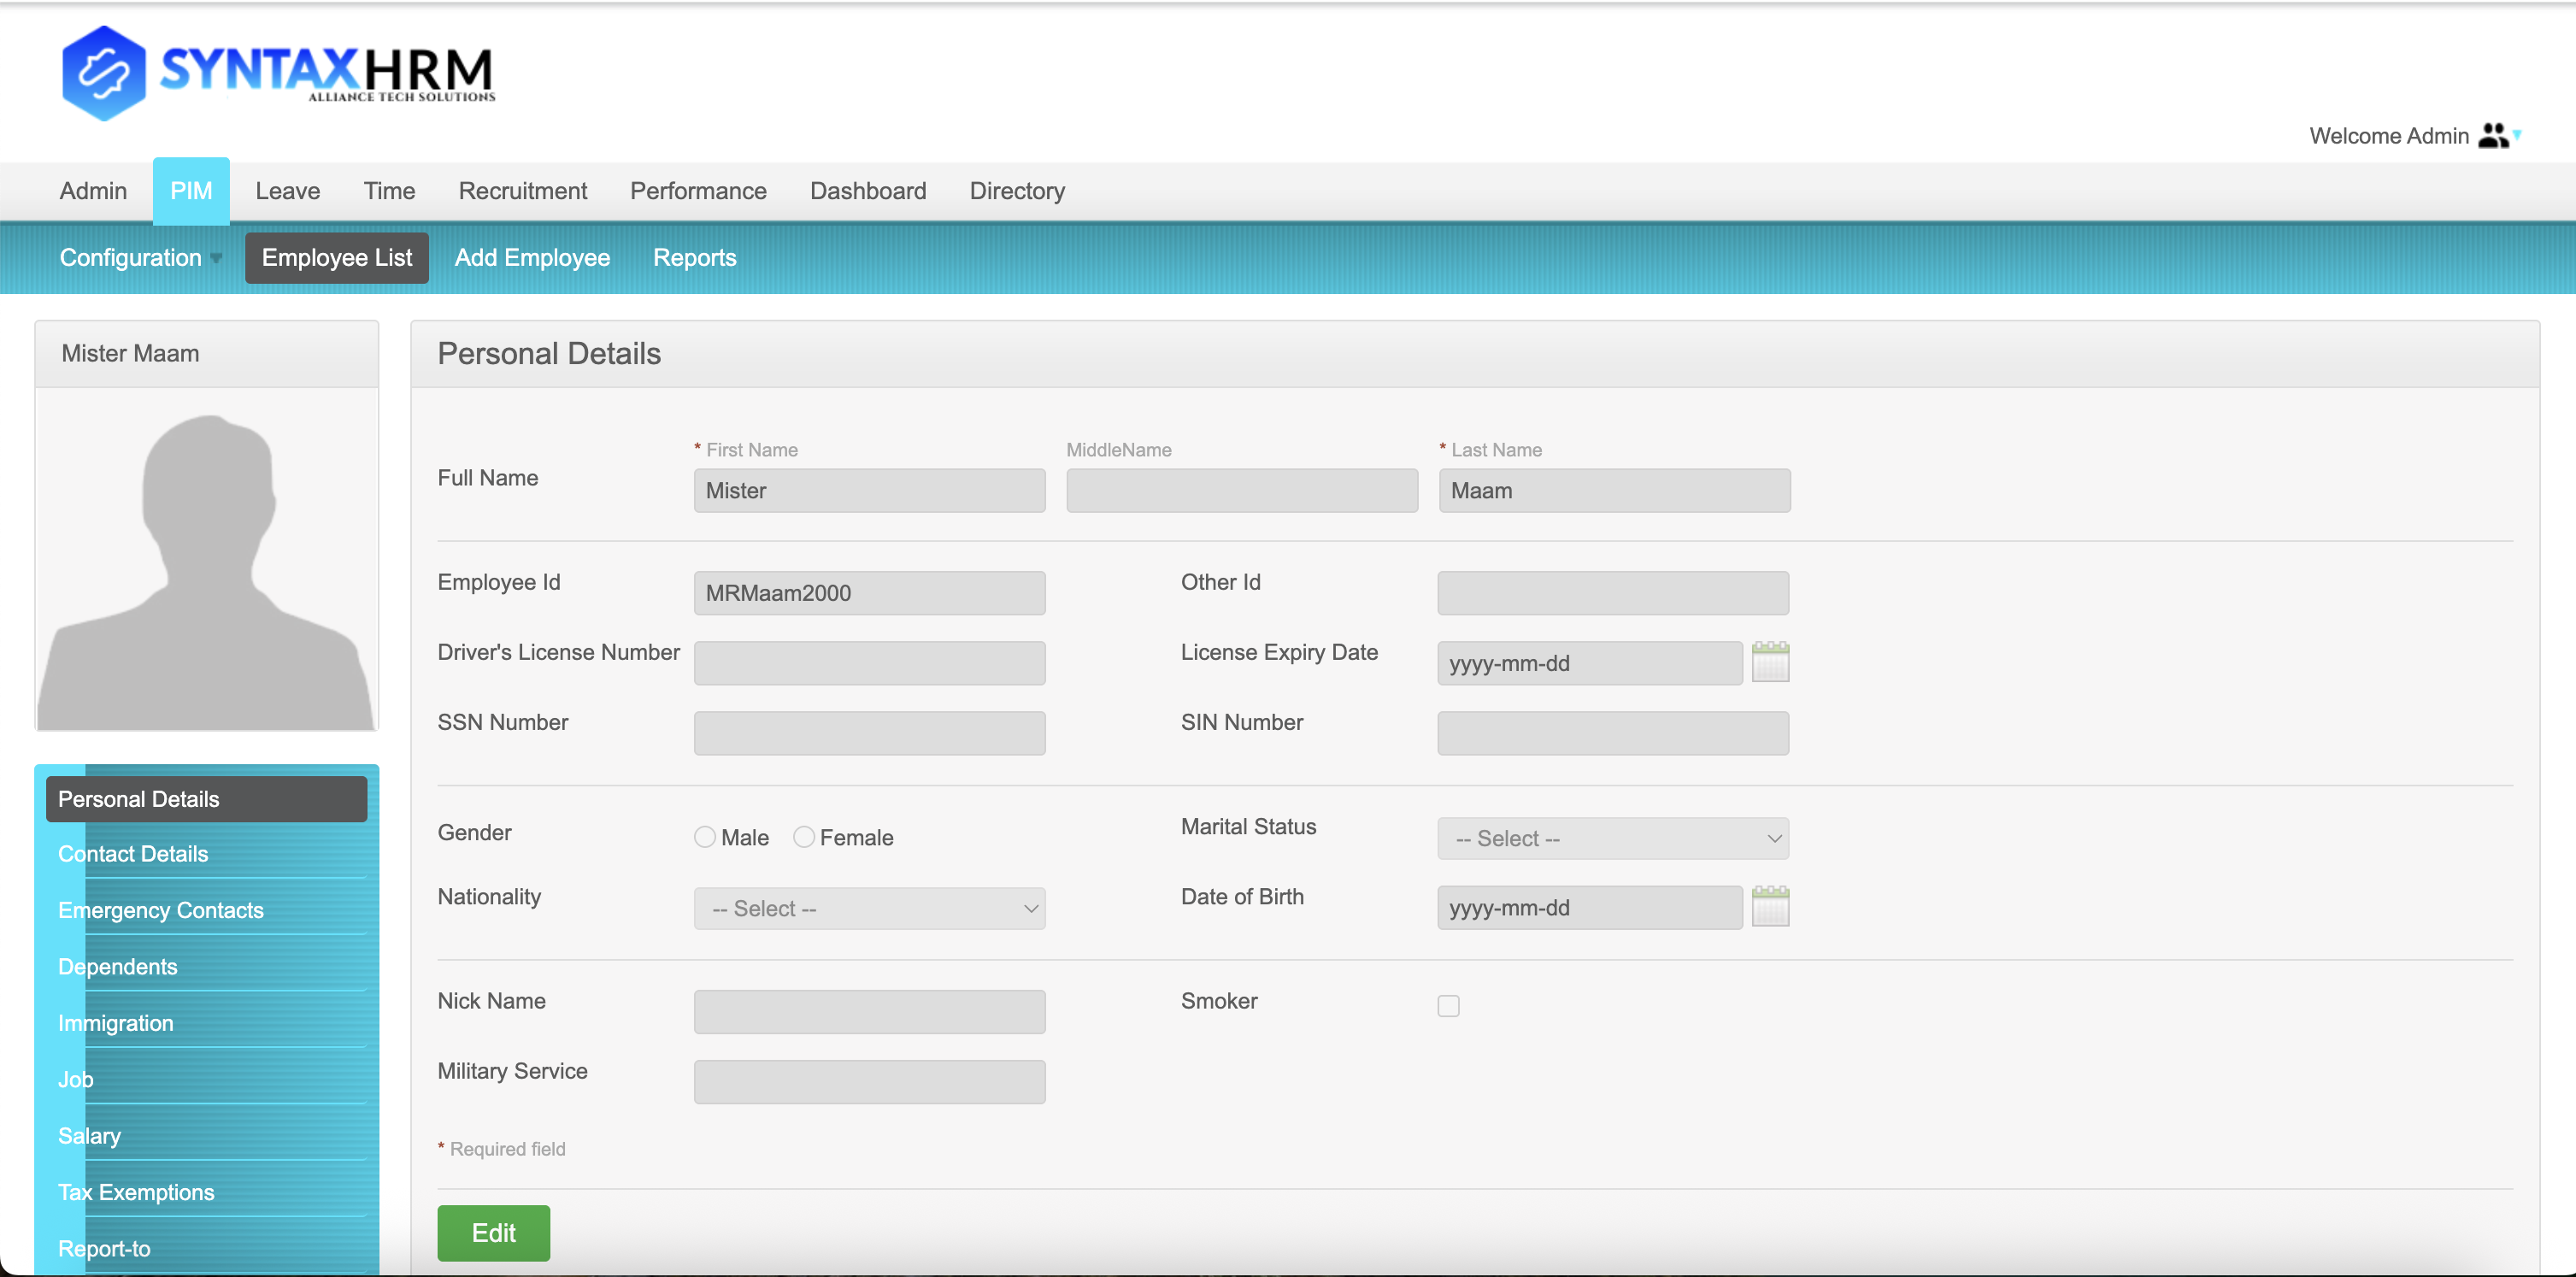 SYNTAXHRM
ALLIANCE TECH SOLUTIONS
Welcome Admin
Admin PIM Leave Time Recruitment Performance Dashboard Directory
Configuration Employee List Add Employee Reports
Mister Maam
Personal Details
Contact Details
Emergency Contacts
Dependents
Immigration
Job
Salary
Tax Exemptions
Report-to
Personal Details
* First Name MiddleName * Last Name
Full Name Mister Maam
Employee Id MRMaam2000 Other Id
Driver's License Number License Expiry Date yyyy-mm-dd
SSN Number SIN Number
Gender Male Female Marital Status -- Select --
Nationality -- Select -- Date of Birth yyyy-mm-dd
Nick Name Smoker
Military Service
* Required field
Edit